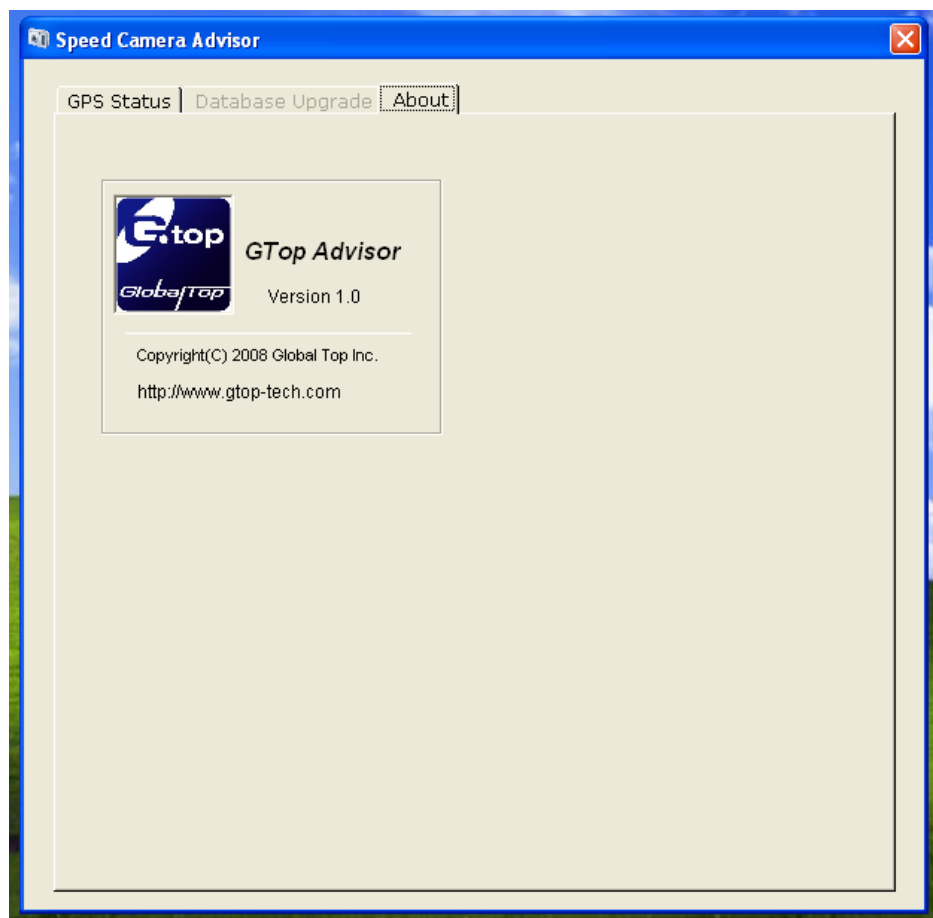 Speed Camera Advisor
GPS Status Database Upgrade About
G.top
GlobalTop
GTop Advisor
Version 1.0
Copyright(C) 2008 Global Top Inc.
http://www.gtop-tech.com